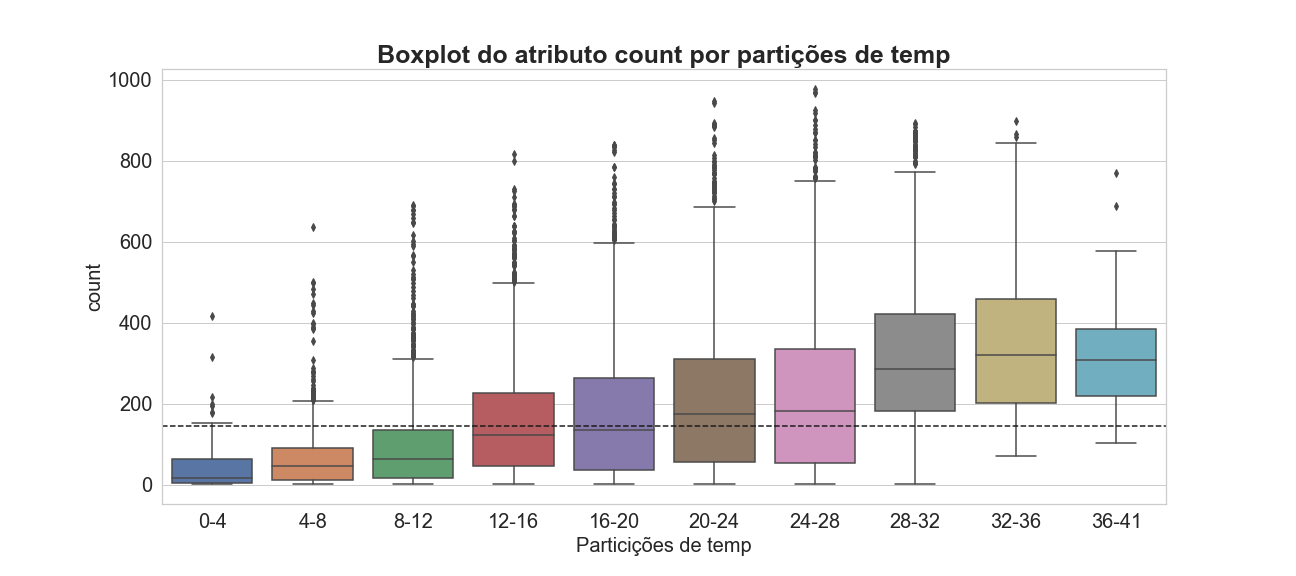 Boxplot do atributo count por partições de temp
1000
800
600
400
200
0
count
0-4 4-8 8-12 12-16 16-20 20-24 24-28 28-32 32-36 36-41
Particições de temp